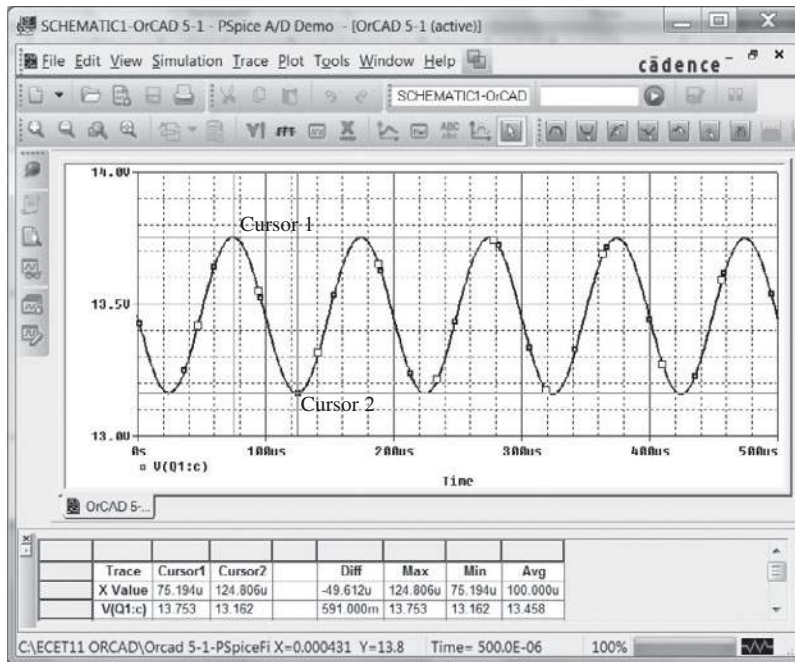 SCHEMATIC1-OrCAD 5-1 - PSpice A/D Demo - [OrCAD 5-1 (active)]
File Edit View Simulation Trace Plot Tools Window Help
cādence
SCHEMATIC1-OrCAD
14.0V
13.5V
13.0V
Cursor 1
Cursor 2
0s 100us 200us 300us 400us 500us
V(Q1:c)
Time
OrCAD 5-...
Trace Cursor1 Cursor2 Diff Max Min Avg
X Value 75.194u 124.806u -49.612u 124.806u 75.194u 100.000u
V(Q1:c) 13.753 13.162 591.000m 13.753 13.162 13.458
C:\ECET11 ORCAD\Orcad 5-1-PSpiceFi X=0.000431 Y=13.8 Time= 500.0E-06 100%